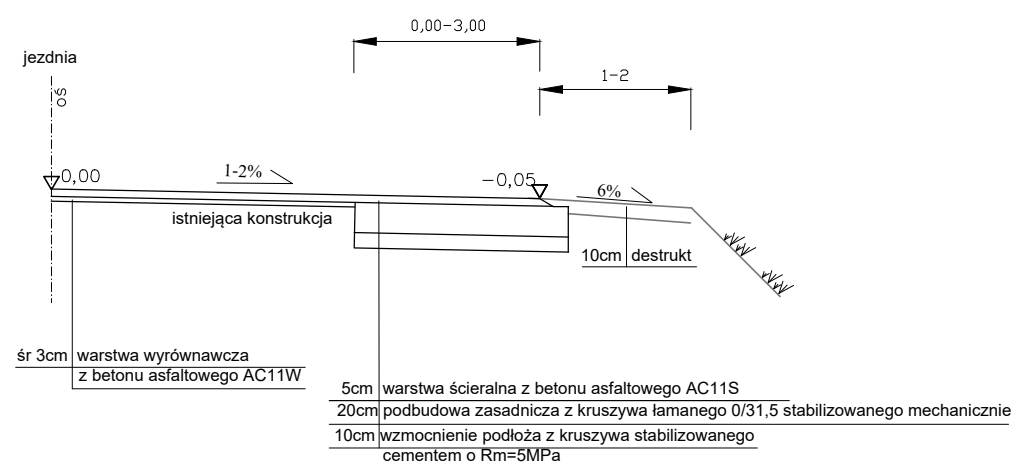 0,00-3,00
jezdnia
1-2
oś
0,00
1-2%
-0,05
6%
istniejąca konstrukcja
10cm destrukt
śr 3cm warstwa wyrównawcza
z betonu asfaltowego AC11W
5cm warstwa ścieralna z betonu asfaltowego AC11S
20cm podbudowa zasadnicza z kruszywa łamanego 0/31,5 stabilizowanego mechanicznie
10cm wzmocnienie podłoża z kruszywa stabilizowanego
cementem o Rm=5MPa